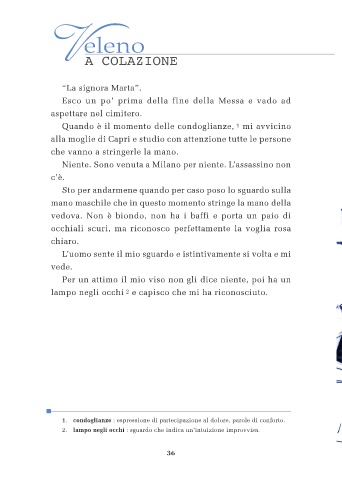 Veleno
A COLAZIONE
“La signora Marta”.
Esco un po’ prima della fine della Messa e vado ad
aspettare nel cimitero.
Quando è il momento delle condoglianze, 1 mi avvicino
alla moglie di Capri e studio con attenzione tutte le persone
che vanno a stringerle la mano.
Niente. Sono venuta a Milano per niente. L’assassino non
c’è.
Sto per andarmene quando per caso poso lo sguardo sulla
mano maschile che in questo momento stringe la mano della
vedova. Non è biondo, non ha i baffi e porta un paio di
occhiali scuri, ma riconosco perfettamente la voglia rosa
chiaro.
L’uomo sente il mio sguardo e istintivamente si volta e mi
vede.
Per un attimo il mio viso non gli dice niente, poi ha un
lampo negli occhi 2 e capisco che mi ha riconosciuto.
1. condoglianze : espressione di partecipazione al dolore, parole di conforto.
2. lampo negli occhi : sguardo che indica un’intuizione improvvisa.
36